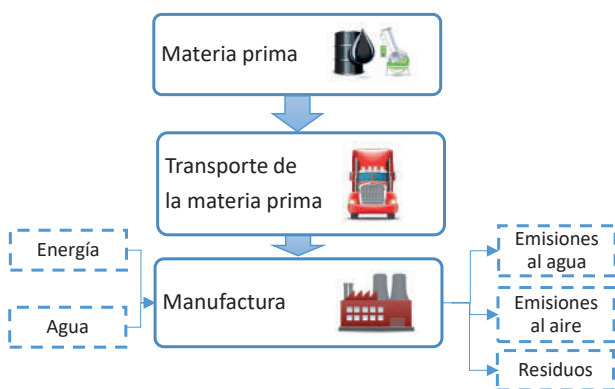 Materia prima
Transporte de
la materia prima
Energía
Agua
Manufactura
Emisiones
al agua
Emisiones
al aire
Residuos